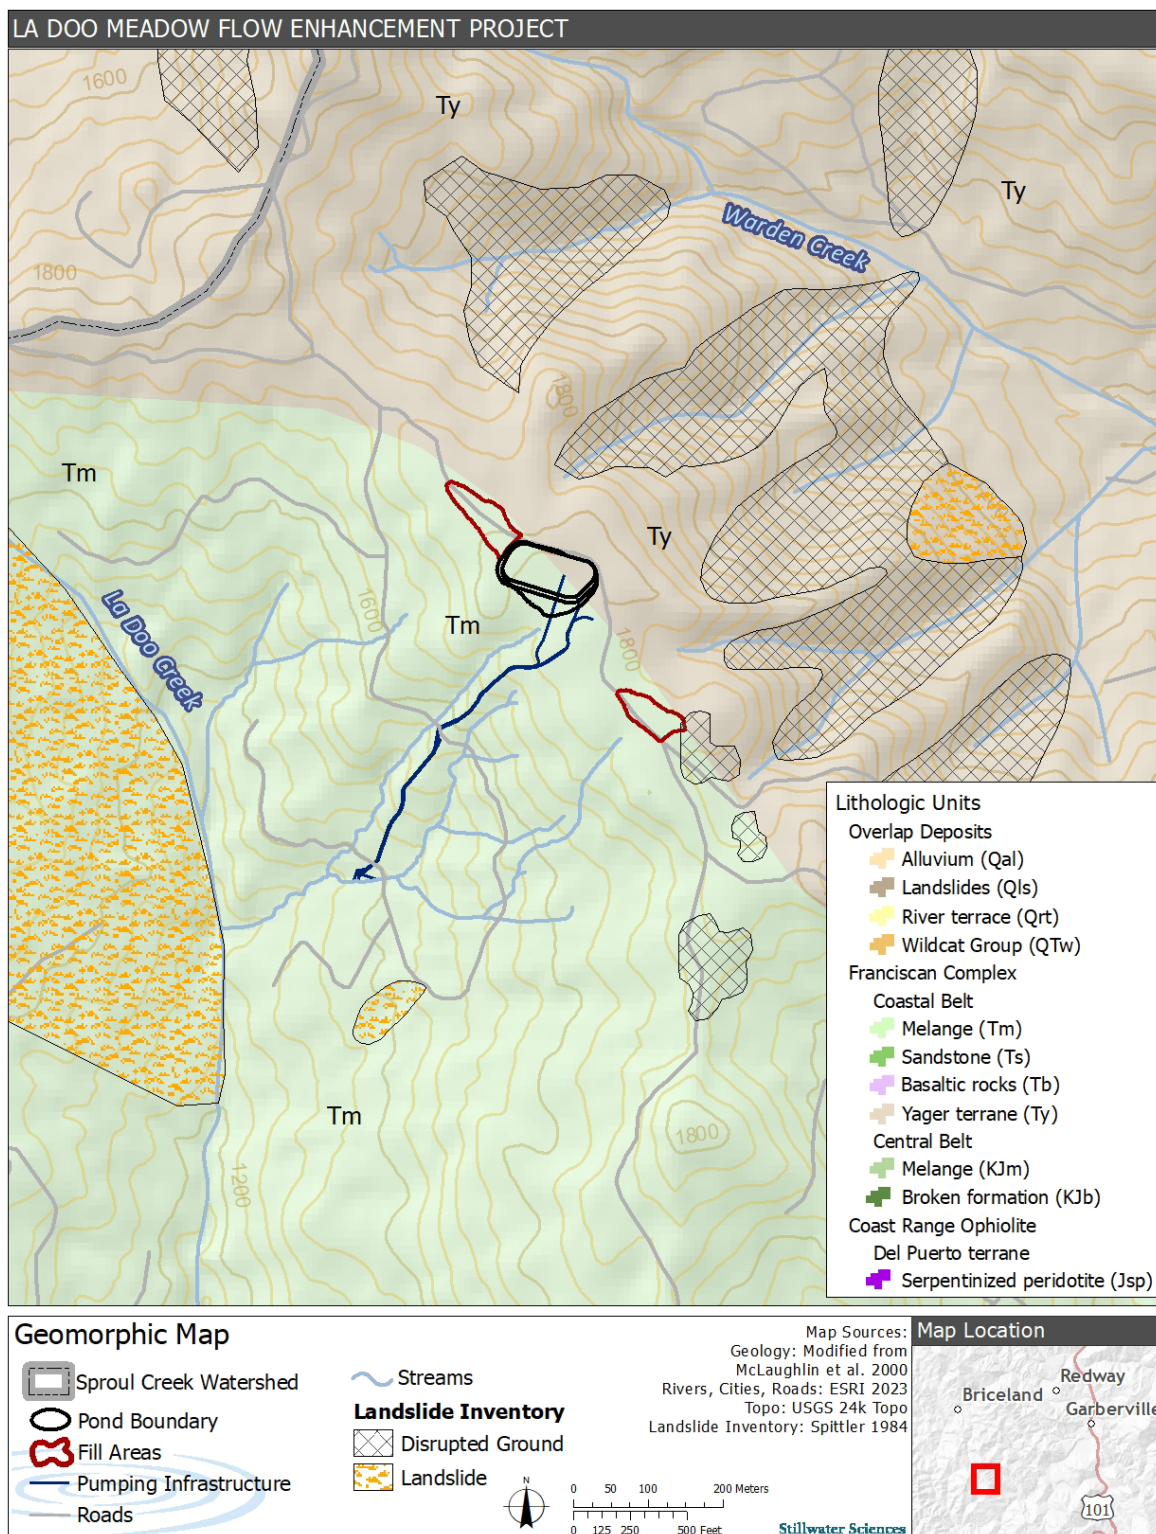 LA DOO MEADOW FLOW ENHANCEMENT PROJECT
1600
Ty
Ty
Warden Creek
1800
1800
Tm
Ty
La Doo Creek
1600
Tm
1800
Tm
1800
1200
Lithologic Units
Overlap Deposits
Alluvium (Qal)
Landslides (Qls)
River terrace (Qrt)
Wildcat Group (QTw)
Franciscan Complex
Coastal Belt
Melange (Tm)
Sandstone (Ts)
Basaltic rocks (Tb)
Yager terrane (Ty)
Central Belt
Melange (KJm)
Broken formation (KJb)
Coast Range Ophiolite
Del Puerto terrane
Serpentinized peridotite (Jsp)
Geomorphic Map
Sproul Creek Watershed
Pond Boundary
Fill Areas
Pumping Infrastructure
Roads
Streams
Landslide Inventory
Disrupted Ground
Landslide
Map Sources:
Geology: Modified from
McLaughlin et al. 2000
Rivers, Cities, Roads: ESRI 2023
Topo: USGS 24k Topo
Landslide Inventory: Spittler 1984
N
0 50 100 200 Meters
0 125 250 500 Feet
Stillwater Sciences
Map Location
Redway
Briceland
Garberville
101